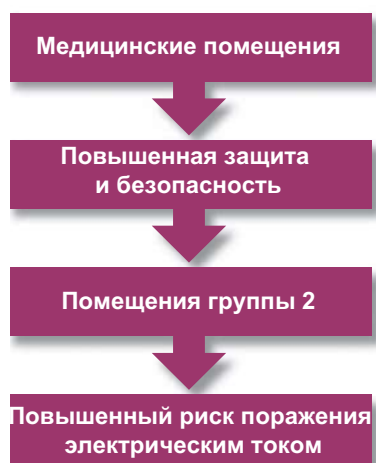 Медицинские помещения
Повышенная защита
и безопасность
Помещения группы 2
Повышенный риск поражения
электрическим током